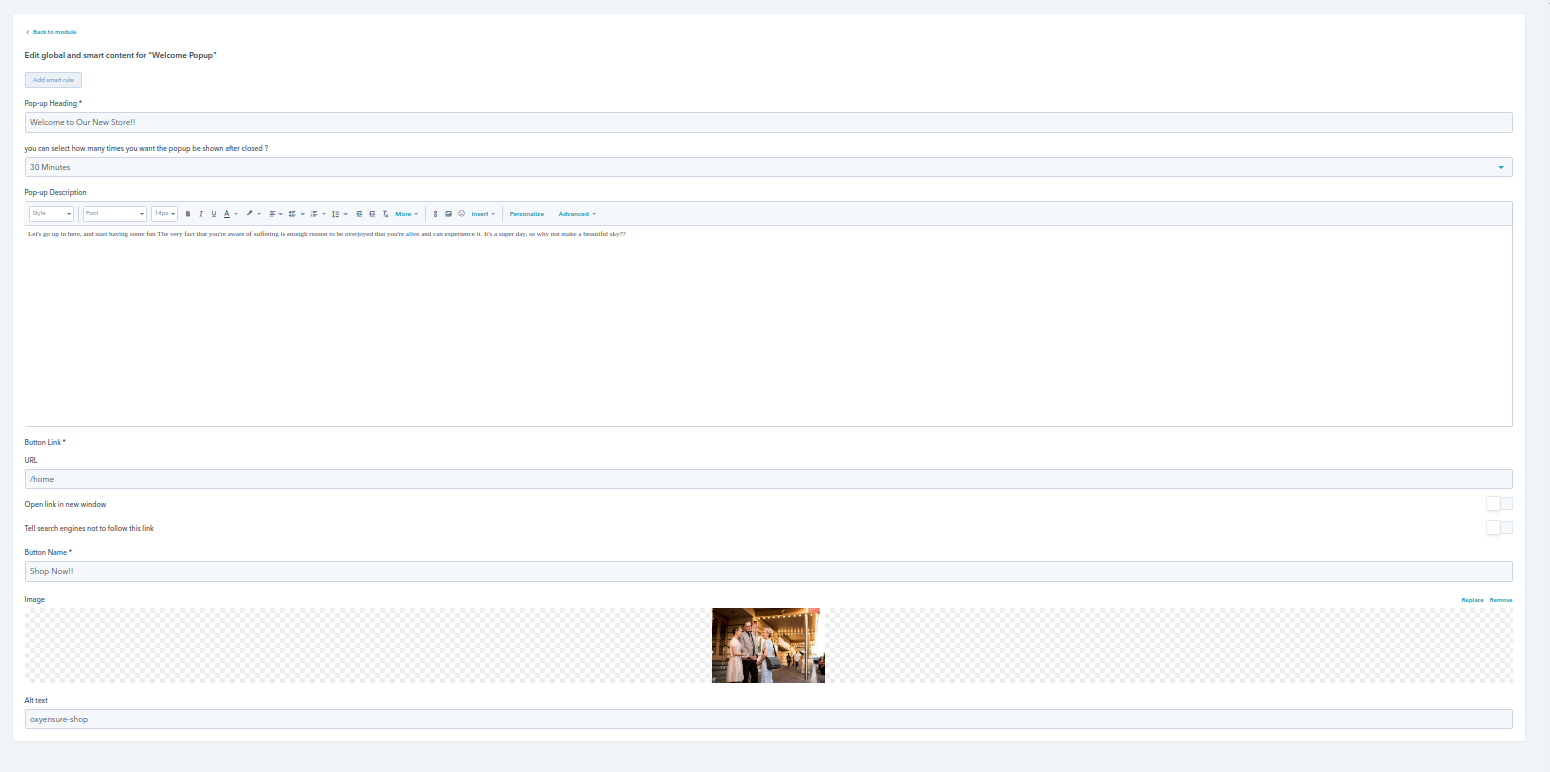 Back to module
Edit global and smart content for "Welcome Popup"
Add smart rule
Pop-up Heading *
Welcome to Our New Store!!
you can select how many times you want the popup be shown after closed ?
30 Minutes
Pop-up Description
Style Font 14px B I U A More Insert Personalize Advanced
Let's go up in here, and start having some fun The very fact that you're aware of suffering is enough reason to be overjoyed that you're alive and can experience it. It's a super day, so why not make a beautiful sky??
Button Link *
URL
/home
Open link in new window
Tell search engines not to follow this link
Button Name *
Shop Now!!
Image Replace Remove
Alt text
oxyensure-shop